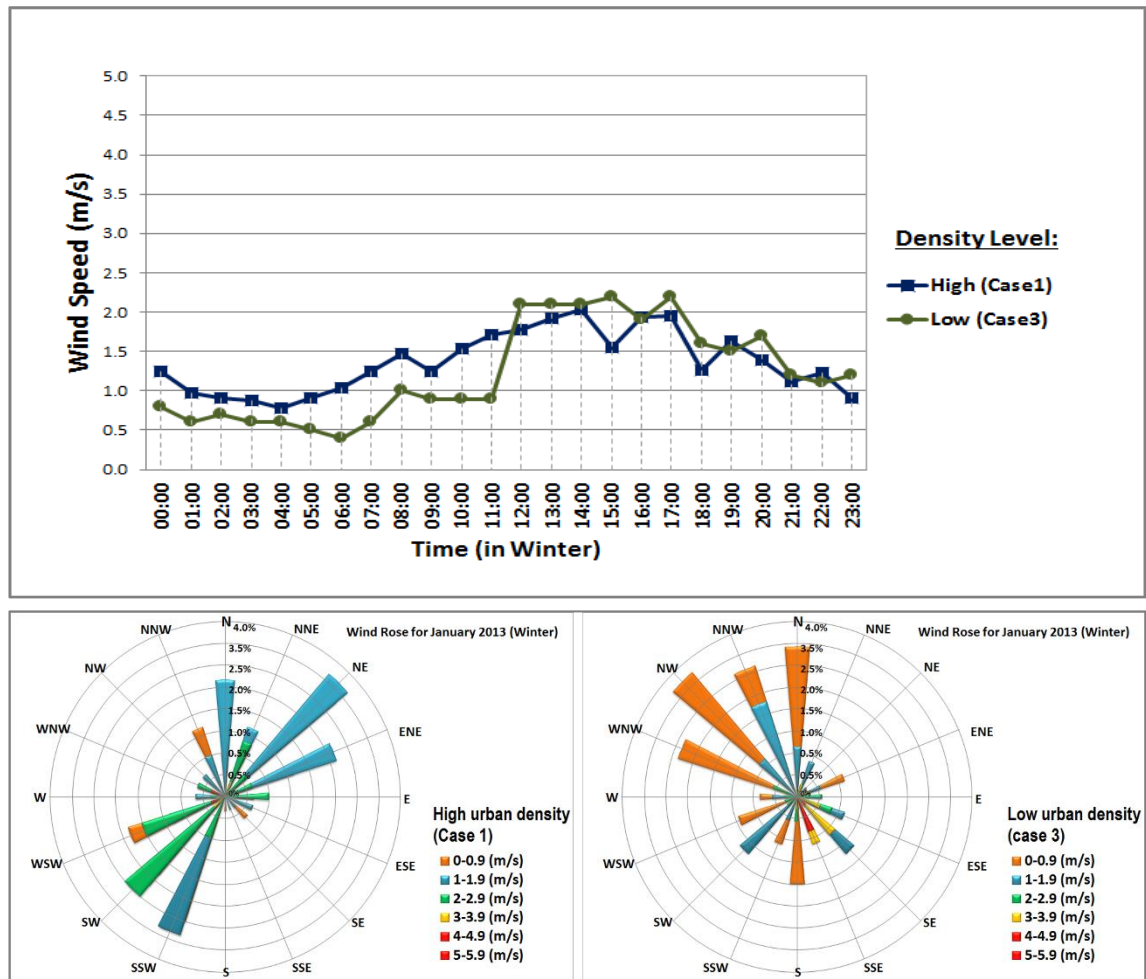 5.0
4.5
4.0
3.5
3.0
2.5
2.0
1.5
1.0
0.5
0.0
Wind Speed (m/s)
00:00
01:00
02:00
03:00
04:00
05:00
06:00
07:00
08:00
09:00
10:00
11:00
12:00
13:00
14:00
15:00
16:00
17:00
18:00
19:00
20:00
21:00
22:00
23:00
Time (in Winter)
Density Level:
High (Case1)
Low (Case3)
Wind Rose for January 2013 (Winter)
N
NNE
NE
ENE
E
ESE
SE
SSE
S
SSW
SW
WSW
W
WNW
NW
NNW
4.0%
3.5%
2.5%
2.0%
1.5%
1.0%
0.5%
0.5%
0%
High urban density
(Case 1)
0-0.9 (m/s)
1-1.9 (m/s)
2-2.9 (m/s)
3-3.9 (m/s)
4-4.9 (m/s)
5-5.9 (m/s)
Wind Rose for January 2013 (Winter)
N
NNE
NE
ENE
E
ESE
SE
SSE
S
SSW
SW
WSW
W
WNW
NW
NNW
4.0%
3.5%
2.5%
2.0%
1.5%
1.0%
0.5%
0.5%
0%
Low urban density
(case 3)
0-0.9 (m/s)
1-1.9 (m/s)
2-2.9 (m/s)
3-3.9 (m/s)
4-4.9 (m/s)
5-5.9 (m/s)